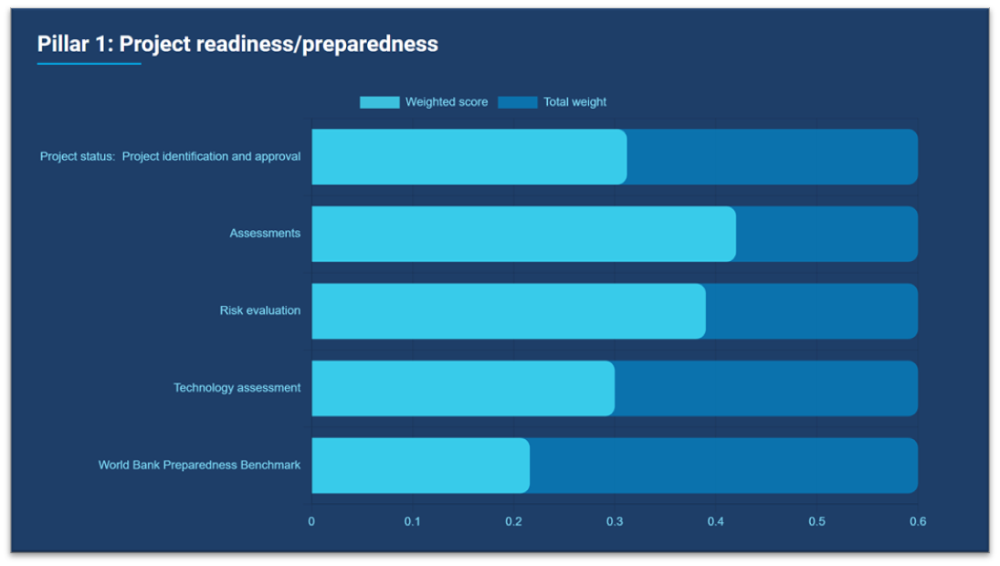 Pillar 1: Project readiness/preparedness
Weighted score Total weight
Project status: Project identification and approval
Assessments
Risk evaluation
Technology assessment
World Bank Preparedness Benchmark
0 0.1 0.2 0.3 0.4 0.5 0.6